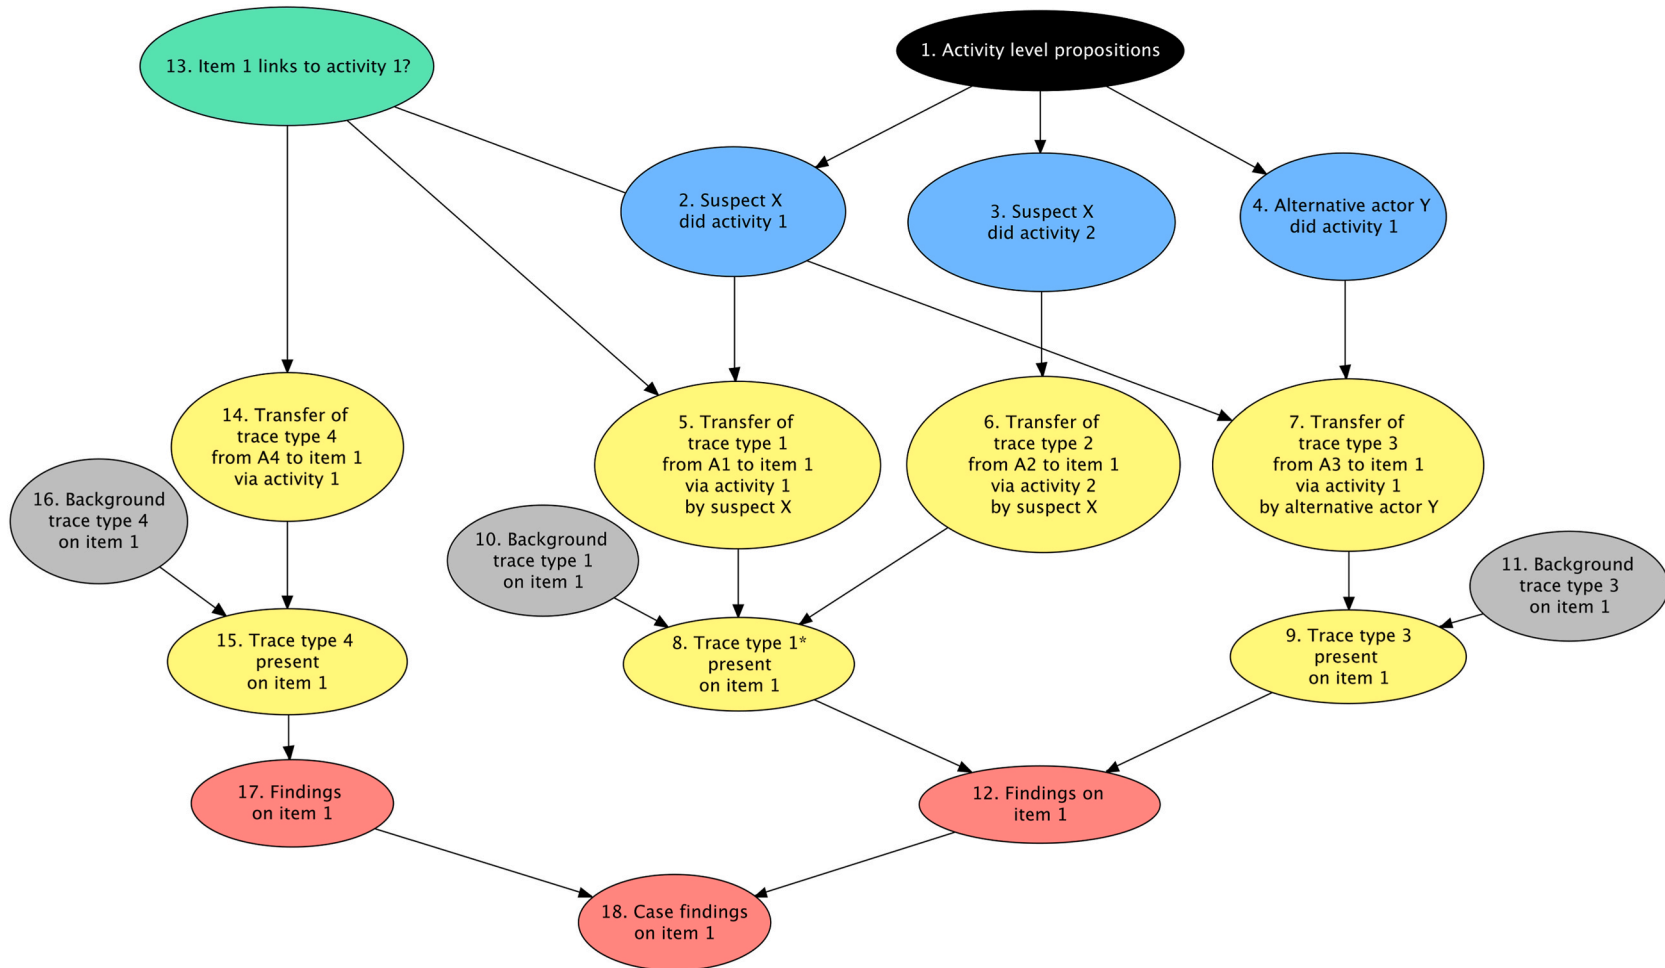 13. Item 1 links to activity 1?
1. Activity level propositions
2. Suspect X
did activity 1
3. Suspect X
did activity 2
4. Alternative actor Y
did activity 1
14. Transfer of
trace type 4
from A4 to item 1
via activity 1
5. Transfer of
trace type 1
from A1 to item 1
via activity 1
by suspect X
6. Transfer of
trace type 2
from A2 to item 1
via activity 2
by suspect X
7. Transfer of
trace type 3
from A3 to item 1
via activity 1
by alternative actor Y
16. Background
trace type 4
on item 1
10. Background
trace type 1
on item 1
11. Background
trace type 3
on item 1
15. Trace type 4
present
on item 1
8. Trace type 1*
present
on item 1
9. Trace type 3
present
on item 1
17. Findings
on item 1
12. Findings on
item 1
18. Case findings
on item 1